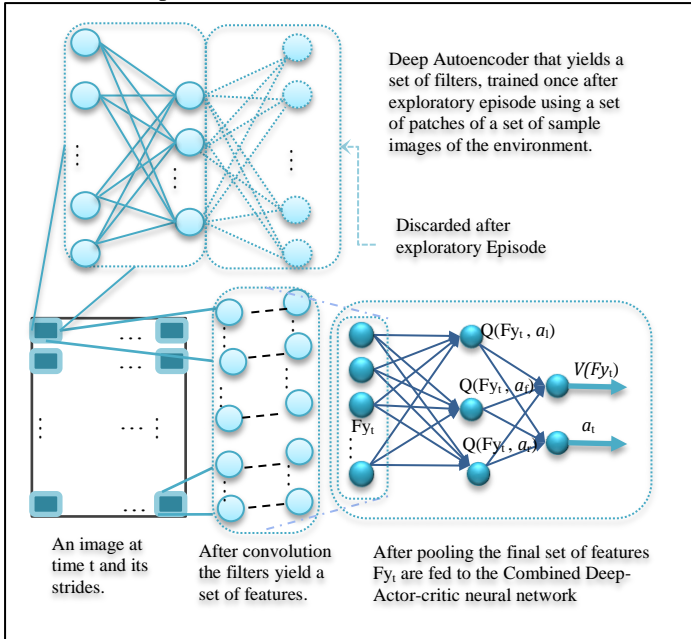 Deep Autoencoder that yields a
set of filters, trained once after
exploratory episode using a set
of patches of a set of sample
images of the environment.
Discarded after
exploratory Episode
Q(Fyt , at)
V(Fyt)
Q(Fyt , af)
Fyt
at
Q(Fyt , ar)
An image at
time t and its
strides.
After convolution
the filters yield a
set of features.
After pooling the final set of features
Fyt are fed to the Combined Deep-
Actor-critic neural network